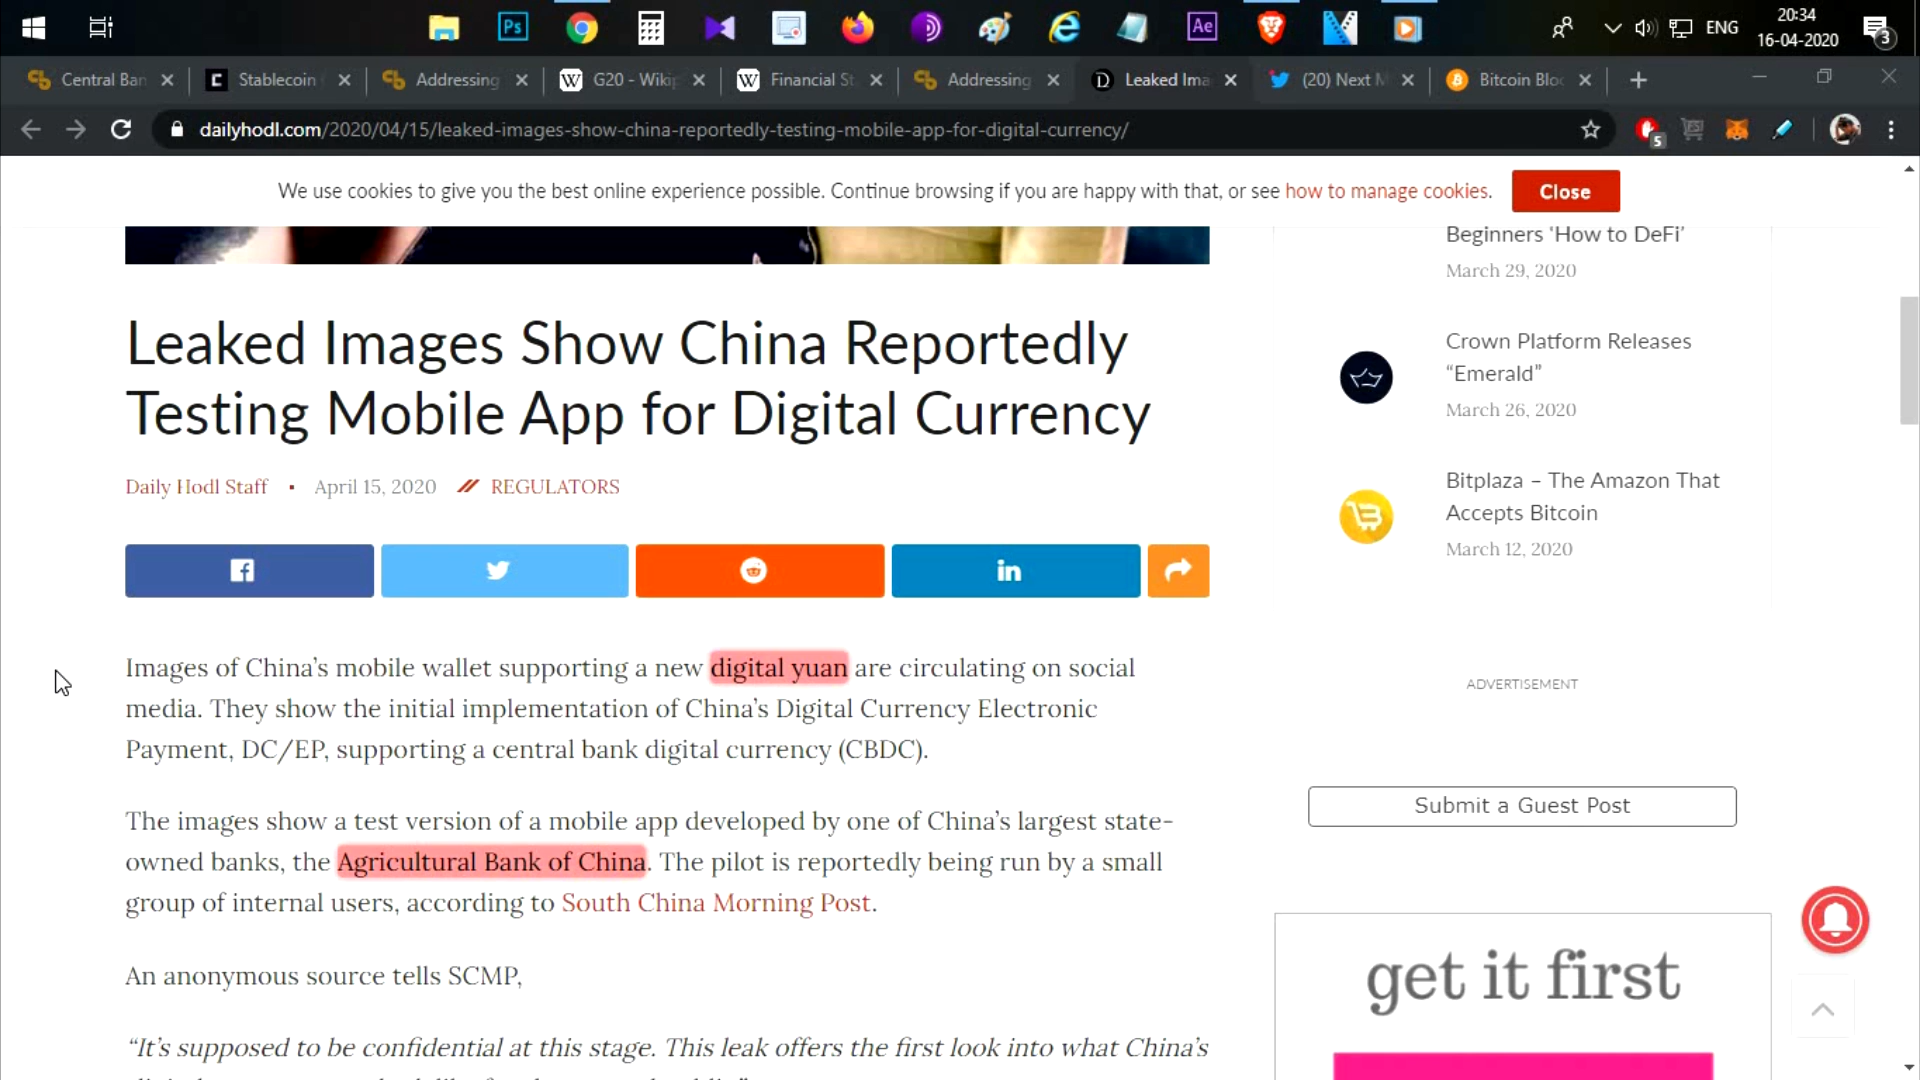 Ps
Ae
ENG
20:34
16-04-2020
3
Central Ban
Stablecoin
Addressing
G20 - Wikip
Financial St
Addressing
Leaked Ima
(20) Next M
Bitcoin Bloc
dailyhodl.com/2020/04/15/leaked-images-show-china-reportedly-testing-mobile-app-for-digital-currency/
5
We use cookies to give you the best online experience possible. Continue browsing if you are happy with that, or see how to manage cookies.
Close
Leaked Images Show China Reportedly
Testing Mobile App for Digital Currency
Daily Hodl Staff
April 15, 2020
REGULATORS
Images of China’s mobile wallet supporting a new digital yuan are circulating on social
media. They show the initial implementation of China’s Digital Currency Electronic
Payment, DC/EP, supporting a central bank digital currency (CBDC).
The images show a test version of a mobile app developed by one of China’s largest state-
owned banks, the Agricultural Bank of China. The pilot is reportedly being run by a small
group of internal users, according to South China Morning Post.
An anonymous source tells SCMP,
“It’s supposed to be confidential at this stage. This leak offers the first look into what China’s
Beginners ‘How to DeFi’
March 29, 2020
Crown Platform Releases
“Emerald”
March 26, 2020
Bitplaza – The Amazon That
Accepts Bitcoin
March 12, 2020
ADVERTISEMENT
Submit a Guest Post
get it first